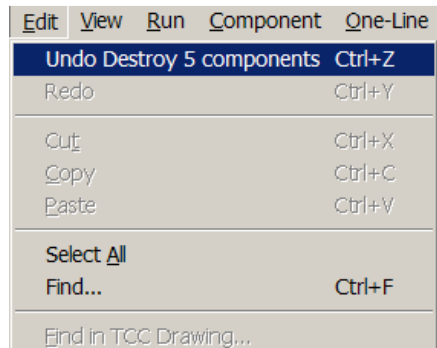 Edit View Run Component One-Line
Undo Destroy 5 components Ctrl+Z
Redo Ctrl+Y
Cut Ctrl+X
Copy Ctrl+C
Paste Ctrl+V
Select All
Find... Ctrl+F
Find in TCC Drawing...